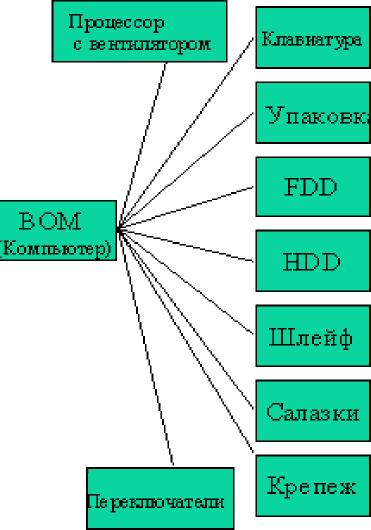 Процессор
с вентилятором
Клавиатура
Упаковка
FDD
BOM
(Компьютер)
HDD
Шлейф
Салазки
Крепеж
Переключатели